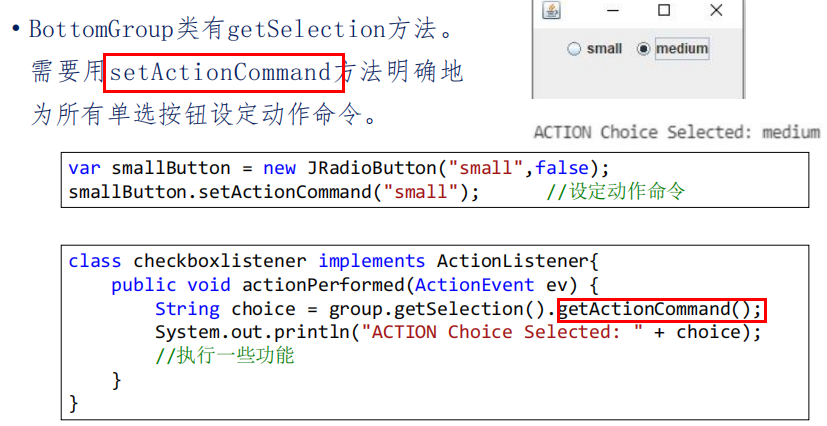 • BottomGroup类有getSelection方法。
需要用setActionCommand方法明确地
为所有单选按钮设定动作命令。
small medium
ACTION Choice Selected: medium
var smallButton = new JRadioButton("small",false);
smallButton.setActionCommand("small"); //设定动作命令
class checkboxlistener implements ActionListener{
public void actionPerformed(ActionEvent ev) {
String choice = group.getSelection().getActionCommand();
System.out.println("ACTION Choice Selected: " + choice);
//执行一些功能
}
}